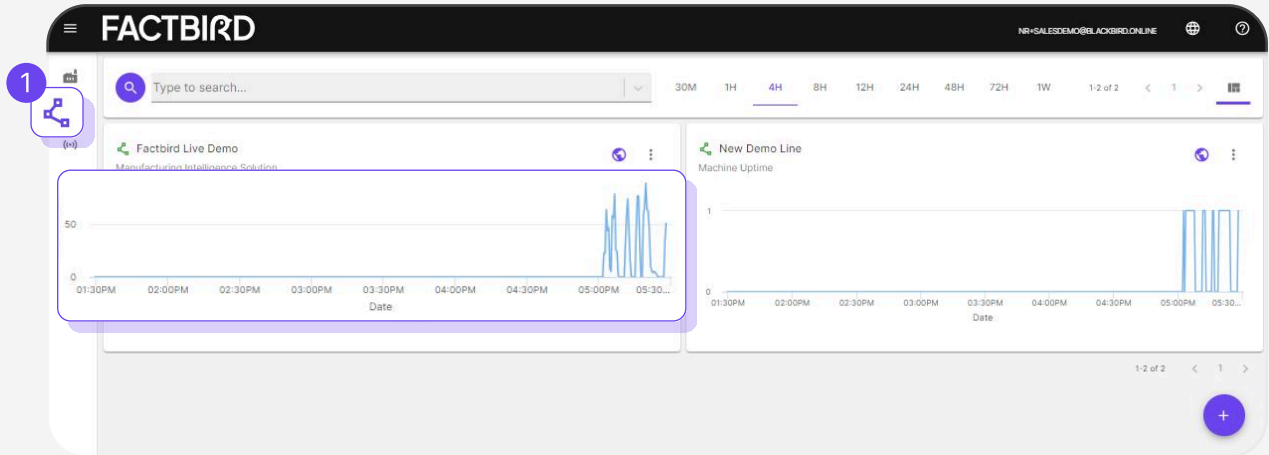 FACTBIRD
NR+SALESDEMO@BLACKBIRD.ONLINE
1
Type to search...
30M 1H 4H 8H 12H 24H 48H 72H 1W 1-2 of 2 1
Factbird Live Demo
Manufacturing Intelligence Solution
50
0
01:30PM 02:00PM 02:30PM 03:00PM 03:30PM 04:00PM 04:30PM 05:00PM 05:30...
Date
New Demo Line
Machine Uptime
1
0
01:30PM 02:00PM 02:30PM 03:00PM 03:30PM 04:00PM 04:30PM 05:00PM 05:30...
Date
1-2 of 2 1